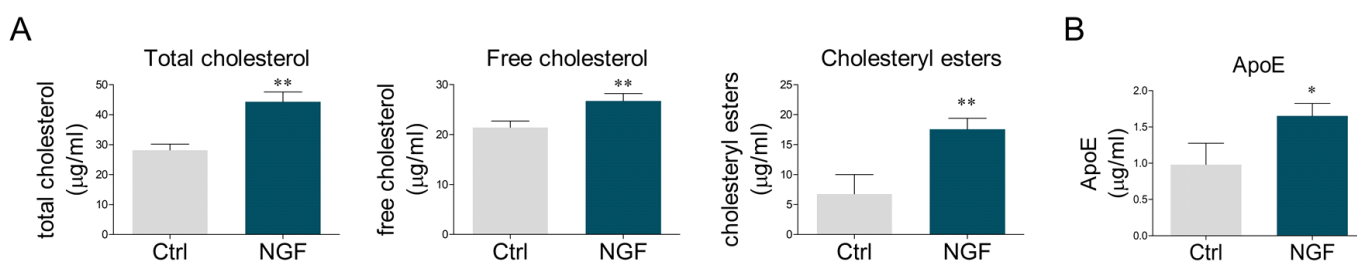 A
Total cholesterol
total cholesterol
(µg/ml)
50
40
30
20
10
0
**
Ctrl
NGF
Free cholesterol
free cholesterol
(µg/ml)
30
20
10
0
**
Ctrl
NGF
Cholesteryl esters
cholesteryl esters
(µg/ml)
25
20
15
10
5
0
**
Ctrl
NGF
B
ApoE
ApoE
(µg/ml)
2.0
1.5
1.0
0.5
0.0
*
Ctrl
NGF